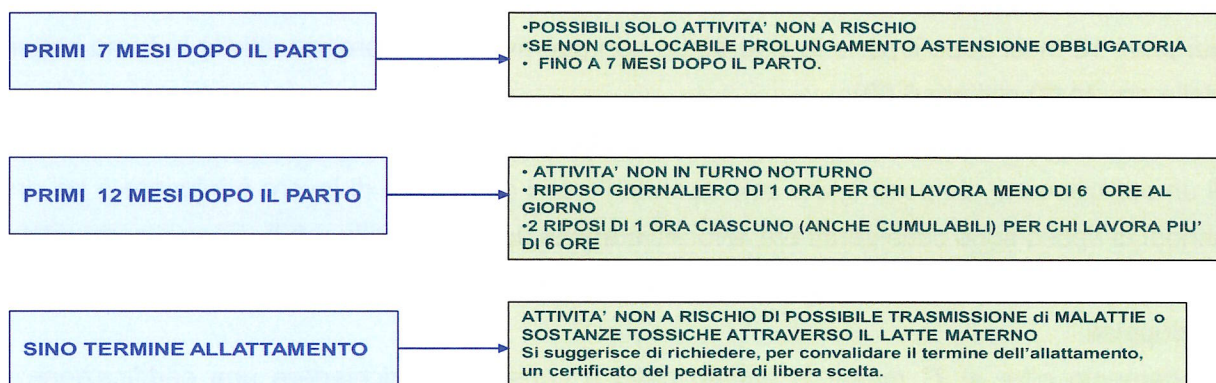 PRIMI 7 MESI DOPO IL PARTO
•POSSIBILI SOLO ATTIVITA' NON A RISCHIO
•SE NON COLLOCABILE PROLUNGAMENTO ASTENSIONE OBBLIGATORIA
• FINO A 7 MESI DOPO IL PARTO.
PRIMI 12 MESI DOPO IL PARTO
• ATTIVITA' NON IN TURNO NOTTURNO
• RIPOSO GIORNALIERO DI 1 ORA PER CHI LAVORA MENO DI 6 ORE AL
GIORNO
•2 RIPOSI DI 1 ORA CIASCUNO (ANCHE CUMULABILI) PER CHI LAVORA PIU'
DI 6 ORE
SINO TERMINE ALLATTAMENTO
ATTIVITA' NON A RISCHIO DI POSSIBILE TRASMISSIONE di MALATTIE o
SOSTANZE TOSSICHE ATTRAVERSO IL LATTE MATERNO
Si suggerisce di richiedere, per convalidare il termine dell'allattamento,
un certificato del pediatra di libera scelta.